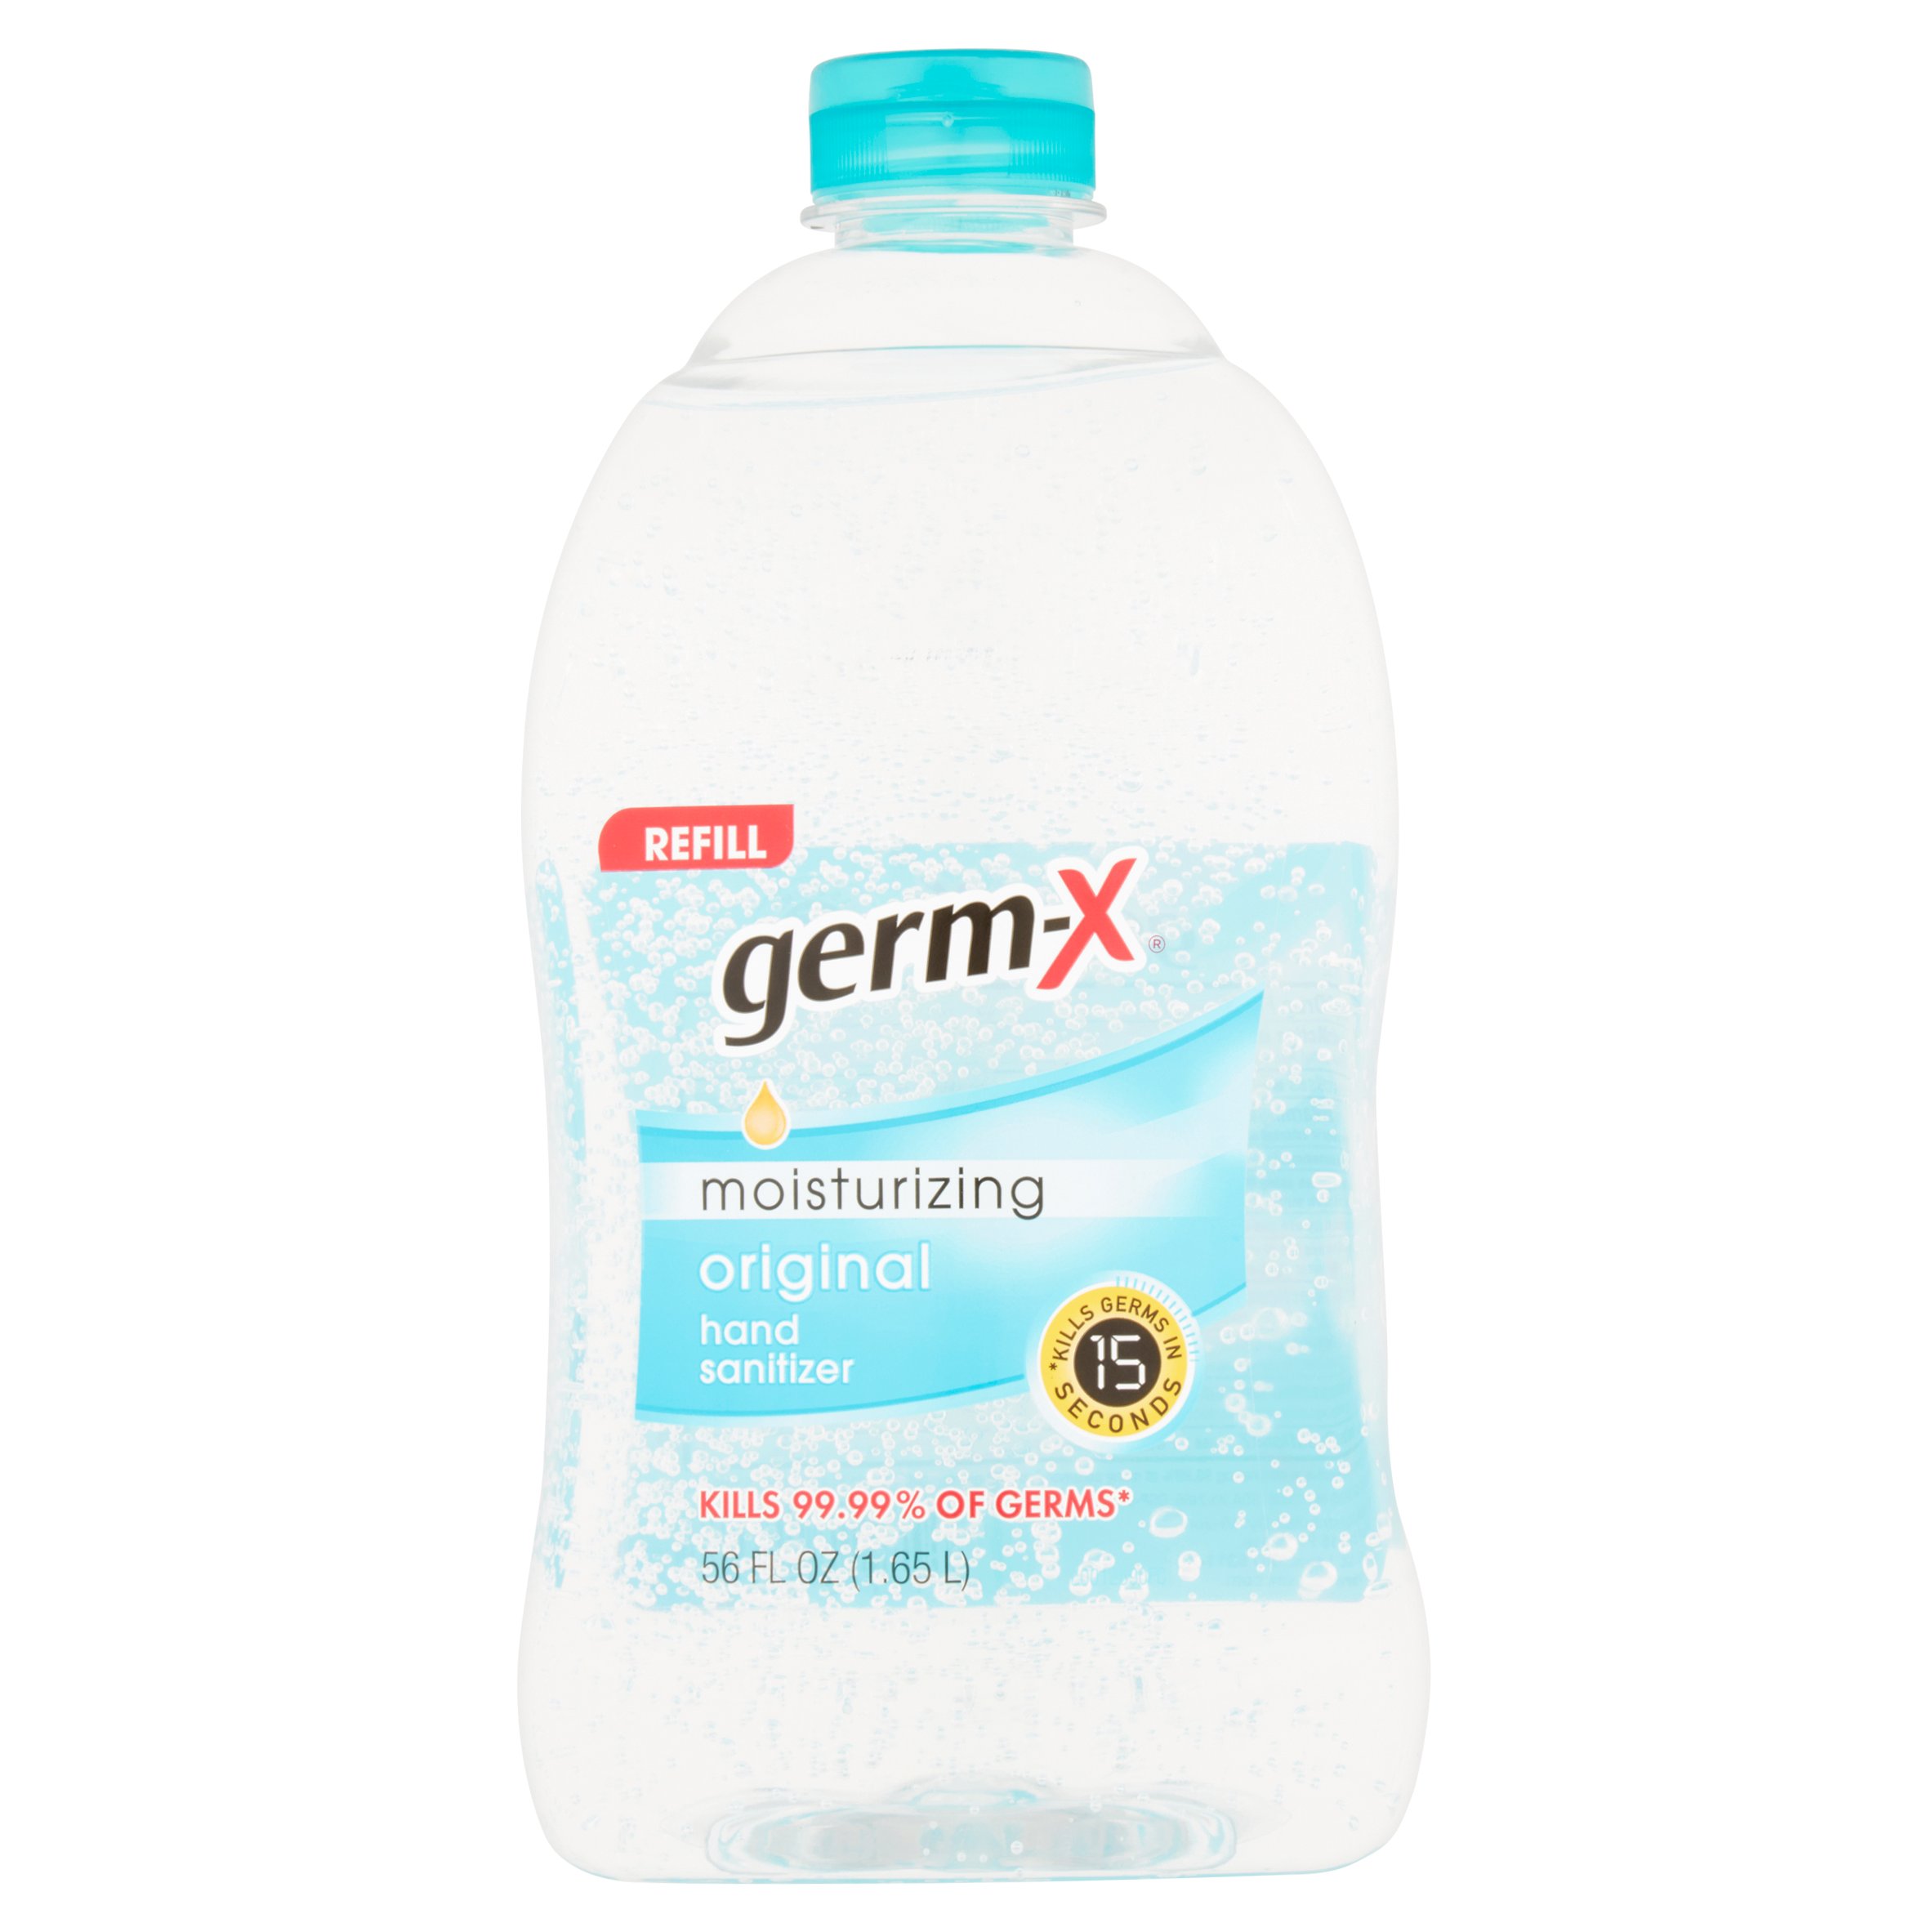 REFILL
germ-x®
moisturizing
original
hand
sanitizer
*KILLS GERMS IN
15
SECONDS
KILLS 99.99% OF GERMS*
56 FL OZ (1.65 L)